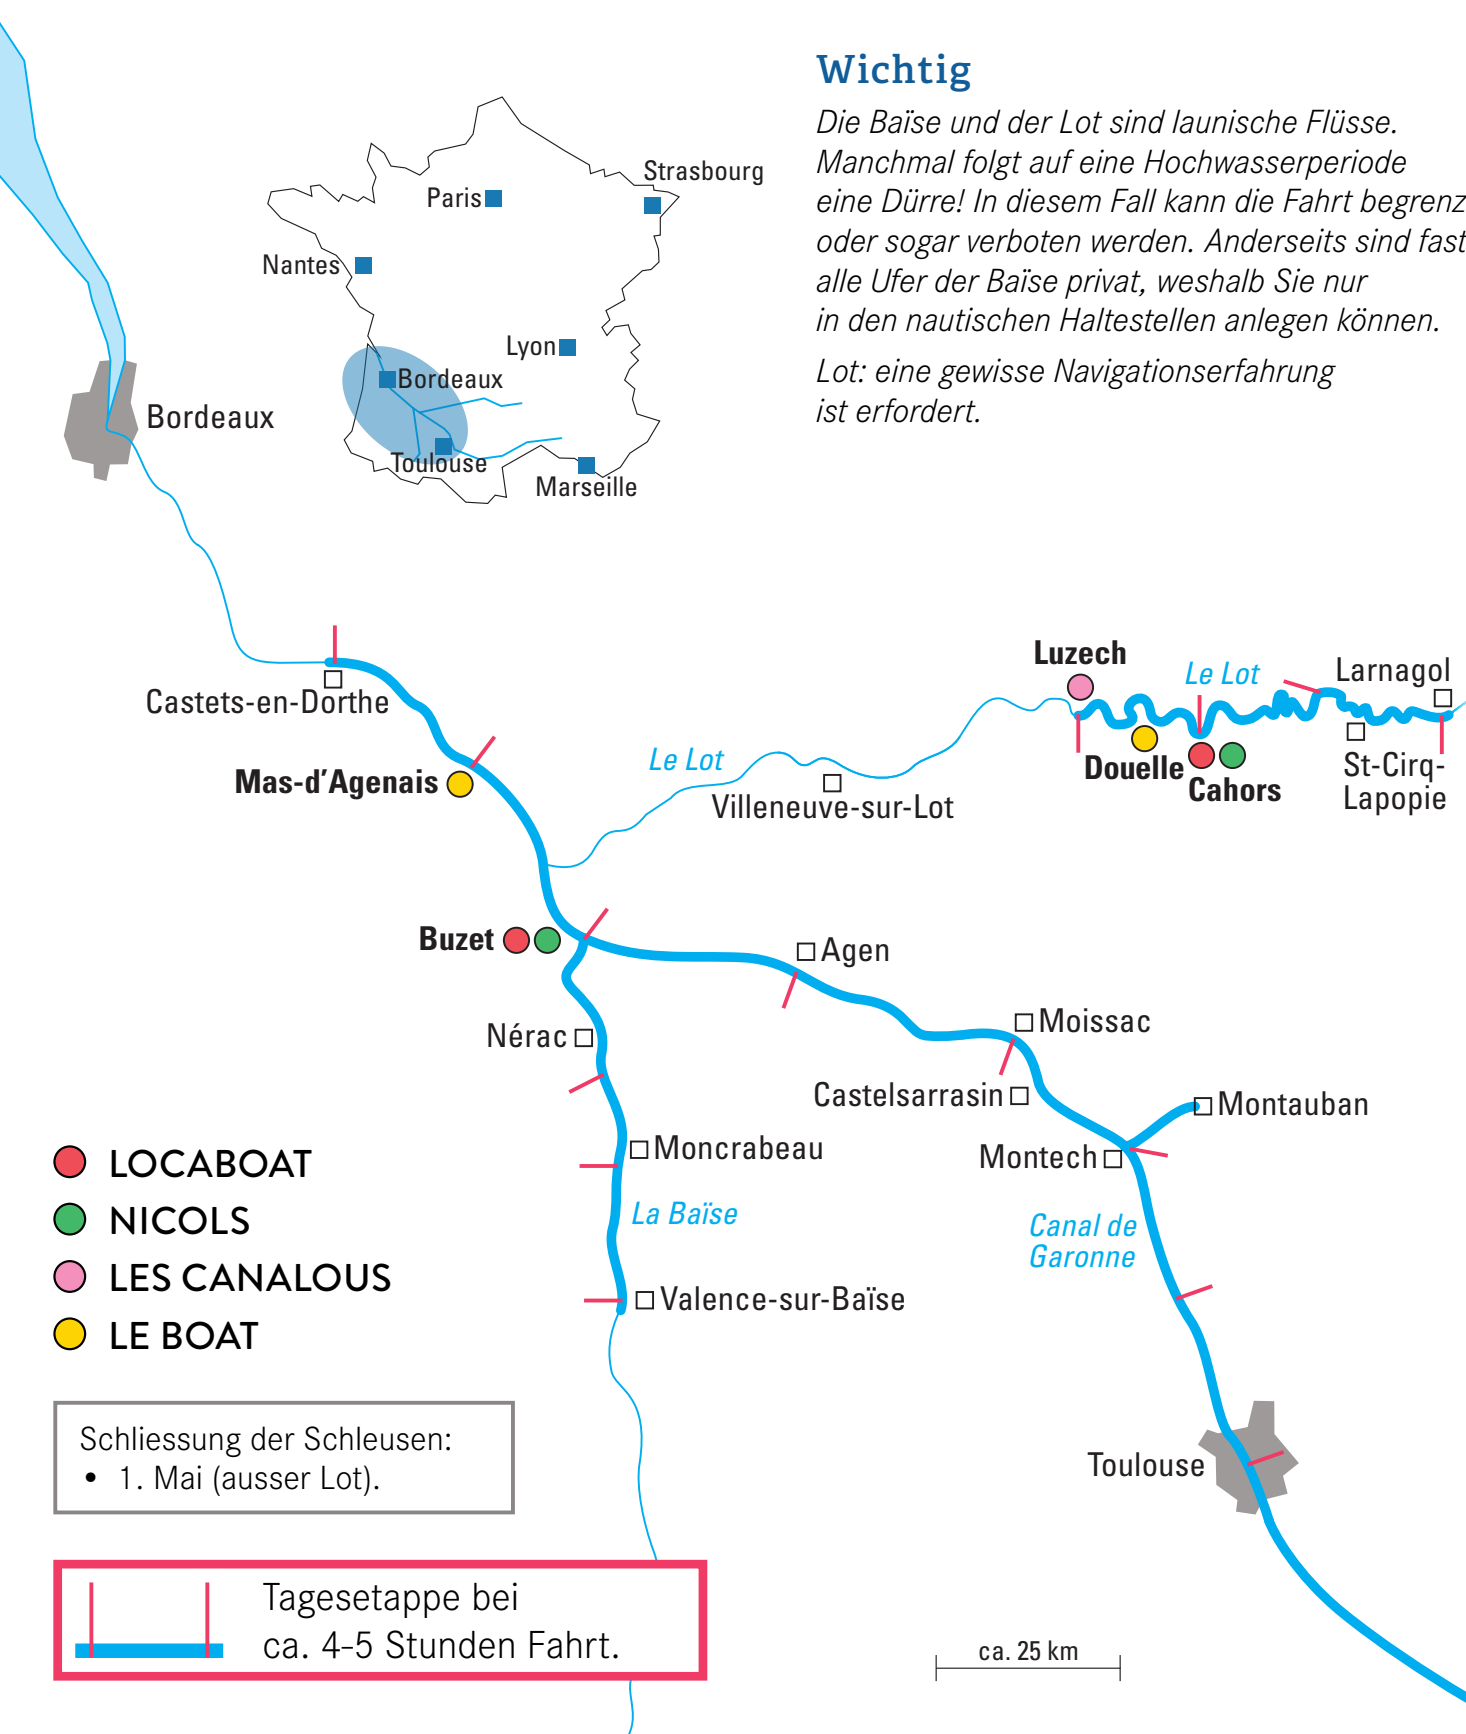 Wichtig
Die Baïse und der Lot sind launische Flüsse.
Manchmal folgt auf eine Hochwasserperiode
eine Dürre! In diesem Fall kann die Fahrt begrenz
oder sogar verboten werden. Anderseits sind fast
alle Ufer der Baïse privat, weshalb Sie nur
in den nautischen Haltestellen anlegen können.
Lot: eine gewisse Navigationserfahrung
ist erfordert.
Strasbourg
Paris
Nantes
Lyon
Bordeaux
Toulouse
Marseille
Bordeaux
Castets-en-Dorthe
Mas-d'Agenais
Le Lot
Villeneuve-sur-Lot
Luzech
Le Lot
Larnagol
Douelle
Cahors
St-Cirq-
Lapopie
Buzet
Agen
Nérac
Moissac
Castelsarrasin
Montauban
Moncrabeau
Montech
La Baïse
Canal de
Garonne
Valence-sur-Baïse
Toulouse
LOCABOAT
NICOLS
LES CANALOUS
LE BOAT
Schliessung der Schleusen:
• 1. Mai (ausser Lot).
Tagesetappe bei
ca. 4-5 Stunden Fahrt.
ca. 25 km